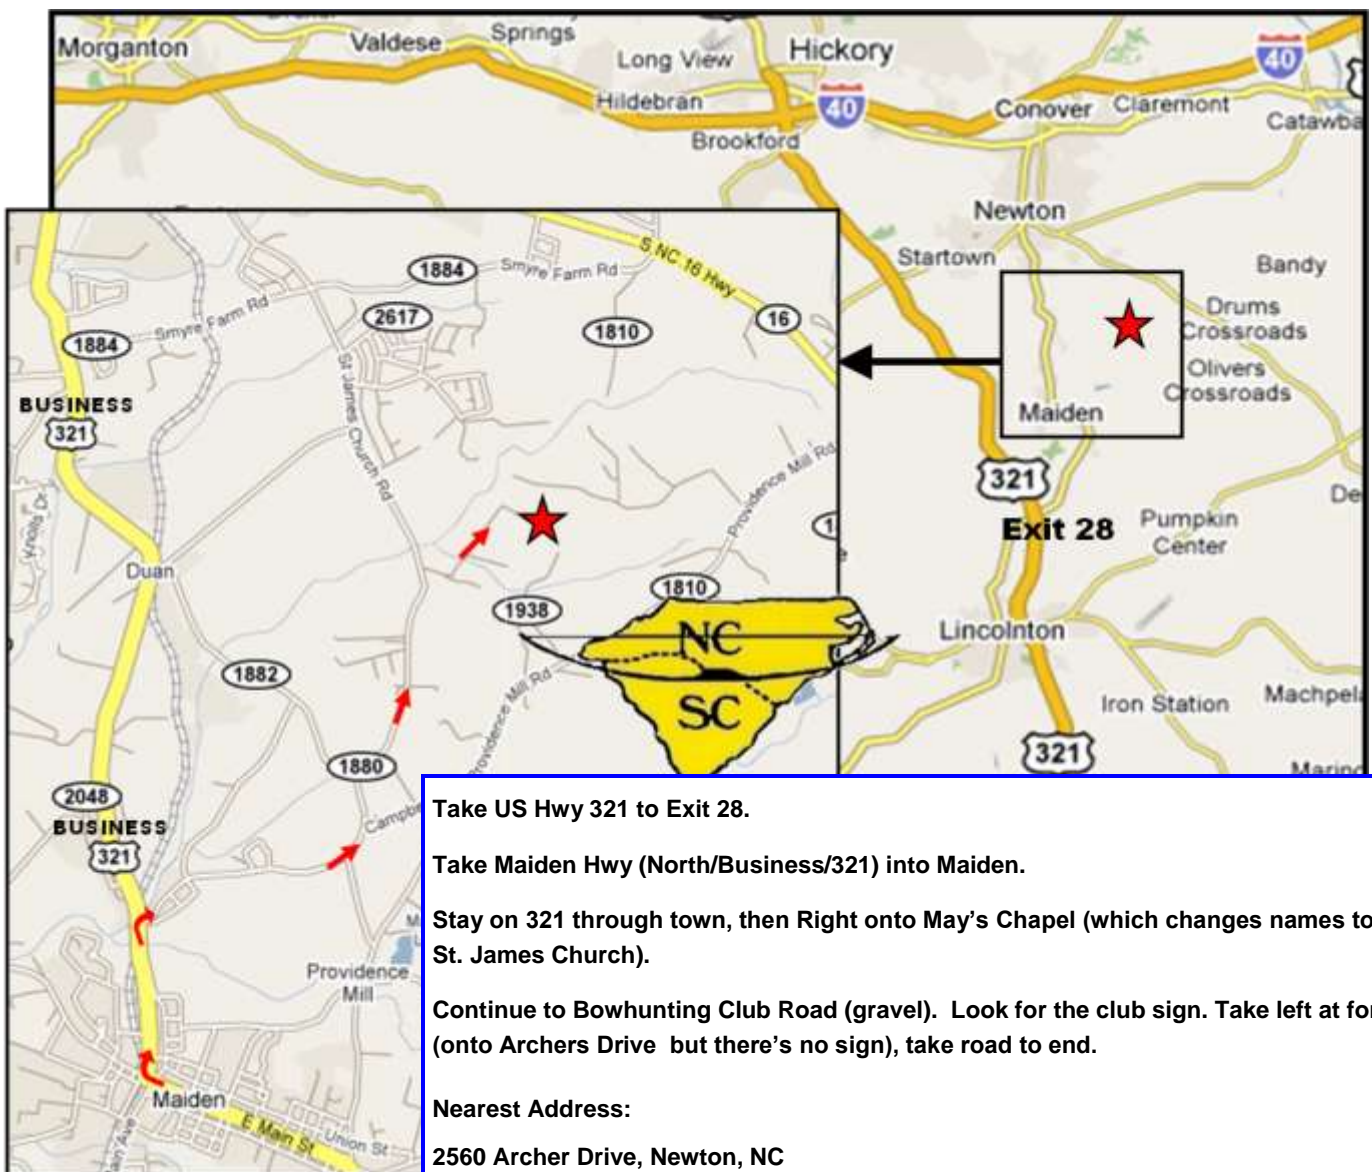 Morganton
Valdese
Springs
Long View
Hickory
40
Hildebran
40
Conover
Claremont
Brookford
Newton
Startown
Bandy
Drums
Crossroads
Olivers
Crossroads
Maiden
321
Exit 28
Pumpkin
Center
Lincolnton
Iron Station
321
S NC 16 Hwy
1884
Smyre Farm Rd
2617
1810
16
Smyre Farm Rd
1884
BUSINESS
321
St James Church Rd
Knolls Dr
Providence Mill Rd
Duan
1810
1938
NC
SC
1882
Providence Mill Rd
1880
2048
BUSINESS
321
Providence
Mill
Maiden
E Main St
Union St
Take US Hwy 321 to Exit 28.
Take Maiden Hwy (North/Business/321) into Maiden.
Stay on 321 through town, then Right onto May’s Chapel (which changes names to
St. James Church).
Continue to Bowhunting Club Road (gravel).  Look for the club sign. Take left at
(onto Archers Drive  but there’s no sign), take road to end.
Nearest Address:
2560 Archer Drive, Newton, NC